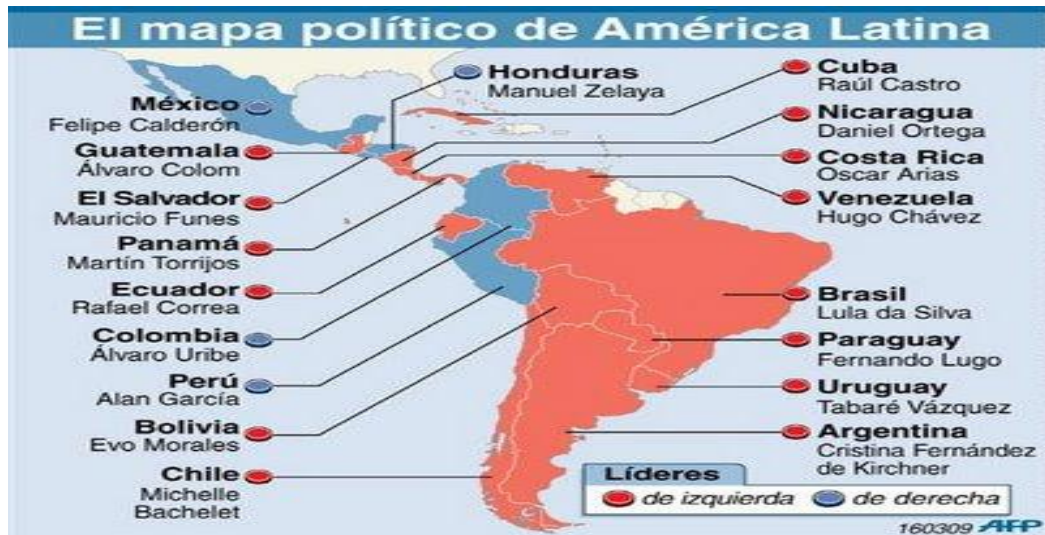 El mapa político de América Latina
México
Felipe Calderón
Guatemala
Álvaro Colom
El Salvador
Mauricio Funes
Panamá
Martín Torrijos
Ecuador
Rafael Correa
Colombia
Álvaro Uribe
Perú
Alan García
Bolivia
Evo Morales
Chile
Michelle
Bachelet
Honduras
Manuel Zelaya
Cuba
Raúl Castro
Nicaragua
Daniel Ortega
Costa Rica
Oscar Arias
Venezuela
Hugo Chávez
Brasil
Lula da Silva
Paraguay
Fernando Lugo
Uruguay
Tabaré Vázquez
Argentina
Cristina Fernández
de Kirchner
Líderes
de izquierda de derecha
160309 AFP